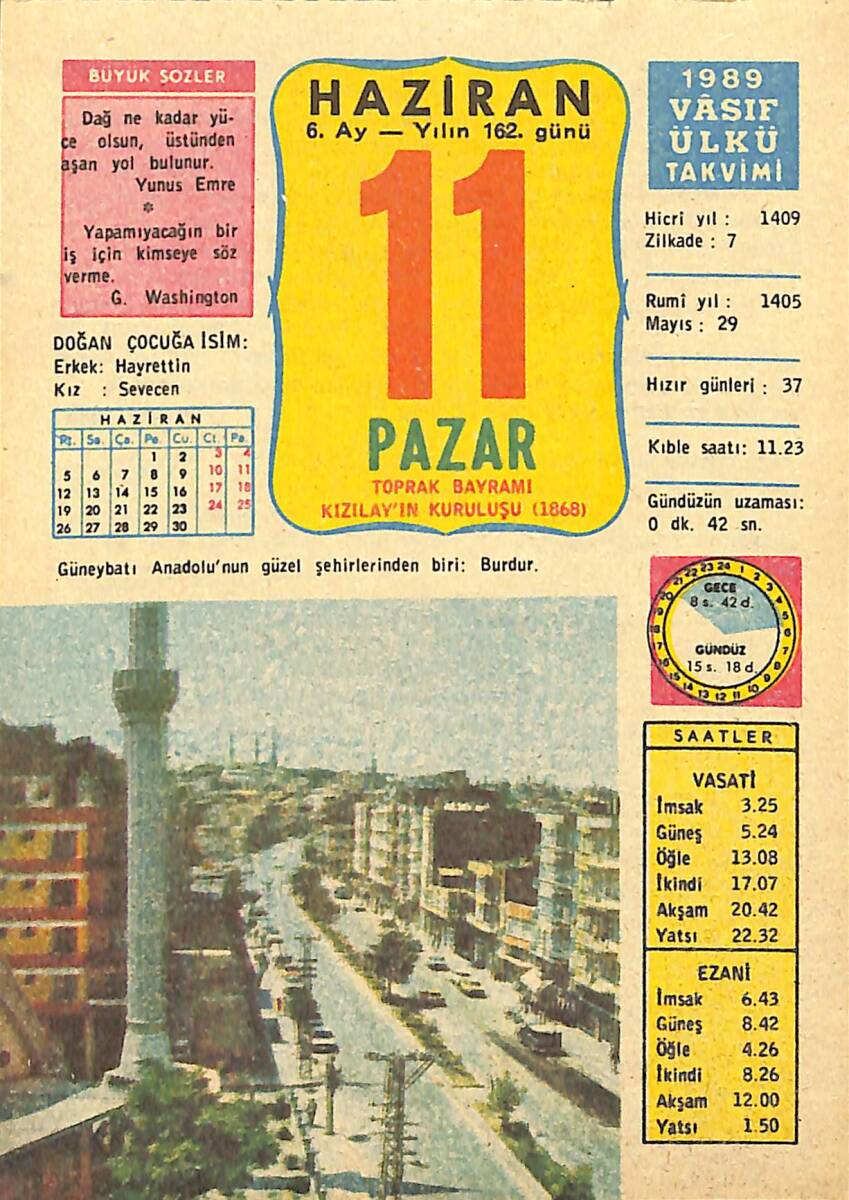 BÜYÜK SÖZLER
Dağ ne kadar yü-
ce olsun, üstünden
aşan yol bulunur.
Yunus Emre
*
Yapamıyacağın bir
iş için kimseye söz
verme.
G. Washington
DOĞAN ÇOCUĞA İSİM:
Erkek: Hayrettin
Kız : Sevecen
HAZİRAN
Pt. Sa. Ça. Pe. Cu. Ct. Pa.
1 2 3 4
5 6 7 8 9 10 11
12 13 14 15 16 17 18
19 20 21 22 23 24 25
26 27 28 29 30
HAZİRAN
6. Ay — Yılın 162. günü
11
PAZAR
TOPRAK BAYRAMI
KIZILAY'IN KURULUŞU (1868)
1989
VÂSIF
ÜLKÜ
TAKVİMİ
Hicrî yıl : 1409
Zilkade : 7
Rumî yıl : 1405
Mayıs : 29
Hızır günleri : 37
Kıble saatı: 11.23
Gündüzün uzaması:
0 dk. 42 sn.
Güneybatı Anadolu'nun güzel şehirlerinden biri: Burdur.
GECE
8 s. 42 d.
GÜNDÜZ
15 s. 18 d.
SAATLER
VASATİ
İmsak 3.25
Güneş 5.24
Öğle 13.08
İkindi 17.07
Akşam 20.42
Yatsı 22.32
EZANİ
İmsak 6.43
Güneş 8.42
Öğle 4.26
İkindi 8.26
Akşam 12.00
Yatsı 1.50